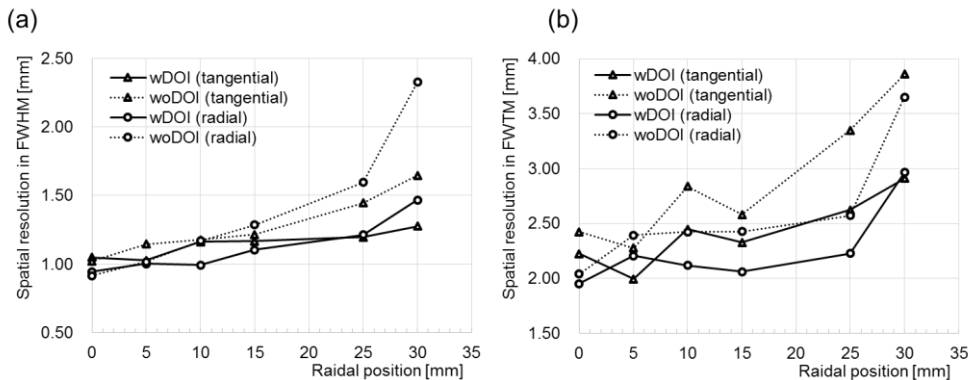 (a)
Spatial resolution in FWHM [mm]
2.50
2.00
1.50
1.00
0.50
wDOI (tangential)
woDOI (tangential)
wDOI (radial)
woDOI (radial)
0 5 10 15 20 25 30 35
Raidal position [mm]
(b)
Spatial resolution in FWTM [mm]
4.00
3.50
3.00
2.50
2.00
1.50
wDOI (tangential)
woDOI (tangential)
wDOI (radial)
woDOI (radial)
0 5 10 15 20 25 30 35
Raidal position [mm]